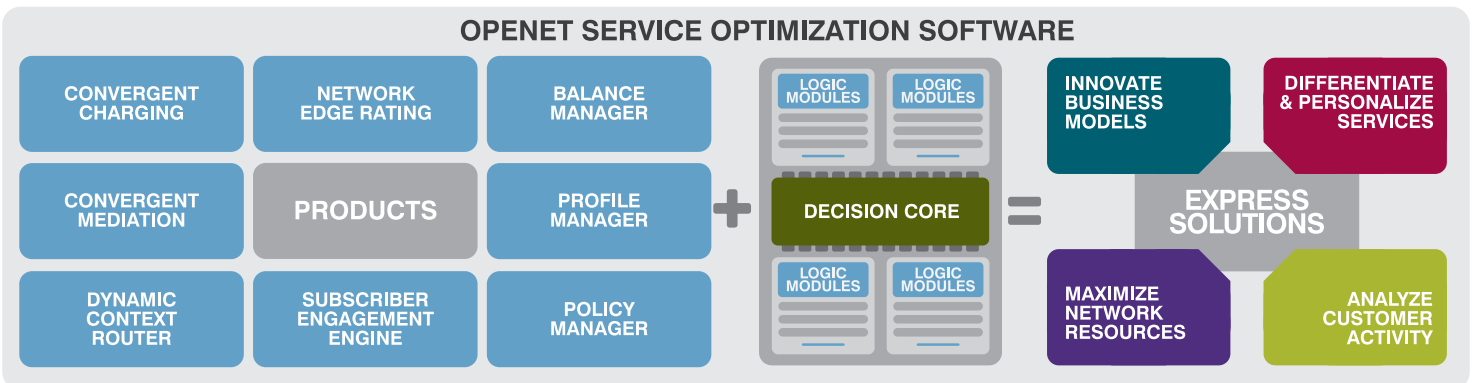 OPENET SERVICE OPTIMIZATION SOFTWARE
CONVERGENT
CHARGING
NETWORK
EDGE RATING
BALANCE
MANAGER
CONVERGENT
MEDIATION
PRODUCTS
PROFILE
MANAGER
DYNAMIC
CONTEXT
ROUTER
SUBSCRIBER
ENGAGEMENT
ENGINE
POLICY
MANAGER
+
LOGIC
MODULES
LOGIC
MODULES
DECISION CORE
LOGIC
MODULES
LOGIC
MODULES
=
INNOVATE
BUSINESS
MODELS
DIFFERENTIATE
& PERSONALIZE
SERVICES
EXPRESS
SOLUTIONS
MAXIMIZE
NETWORK
RESOURCES
ANALYZE
CUSTOMER
ACTIVITY